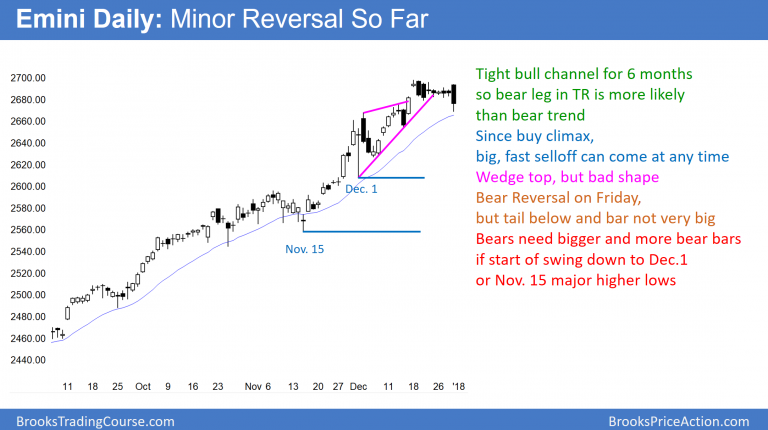 Emini Daily: Minor Reversal So Far
2700.00
2680.00
2660.00
2640.00
2620.00
2600.00
2580.00
2560.00
2540.00
2520.00
2500.00
2480.00
2460.00
2440.00
Dec. 1
Nov. 15
11 18 25 Oct 9 16 23 Nov 6 13 20 27 Dec 11 18 26 '18
Tight bull channel for 6 months
so bear leg in TR is more likely
than bear trend
Since buy climax,
big, fast selloff can come at any time
Wedge top, but bad shape
Bear Reversal on Friday,
but tail below and bar not very big
Bears need bigger and more bear bars
if start of swing down to Dec.1
or Nov. 15 major higher lows
BrooksTradingCourse.com
BrooksPriceAction.com